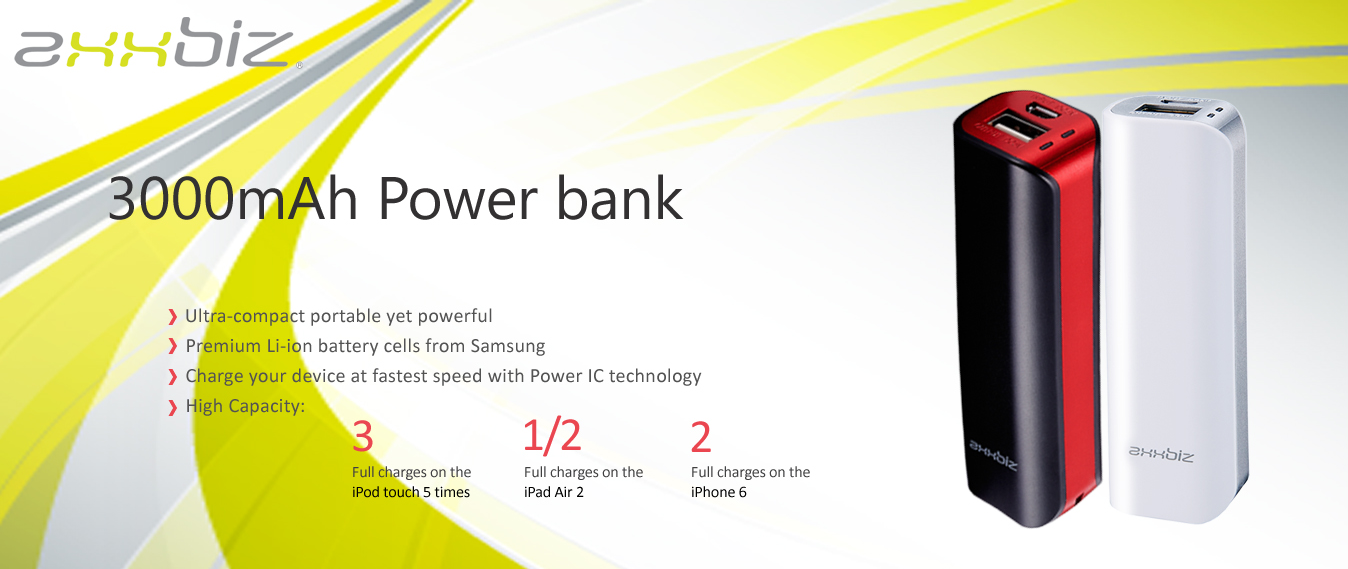 axxbiz®
3000mAh Power bank
❯ Ultra-compact portable yet powerful
❯ Premium Li-ion battery cells from Samsung
❯ Charge your device at fastest speed with Power IC technology
❯ High Capacity:
3
Full charges on the
iPod touch 5 times
1/2
Full charges on the
iPad Air 2
2
Full charges on the
iPhone 6
axxbiz
axxbiz